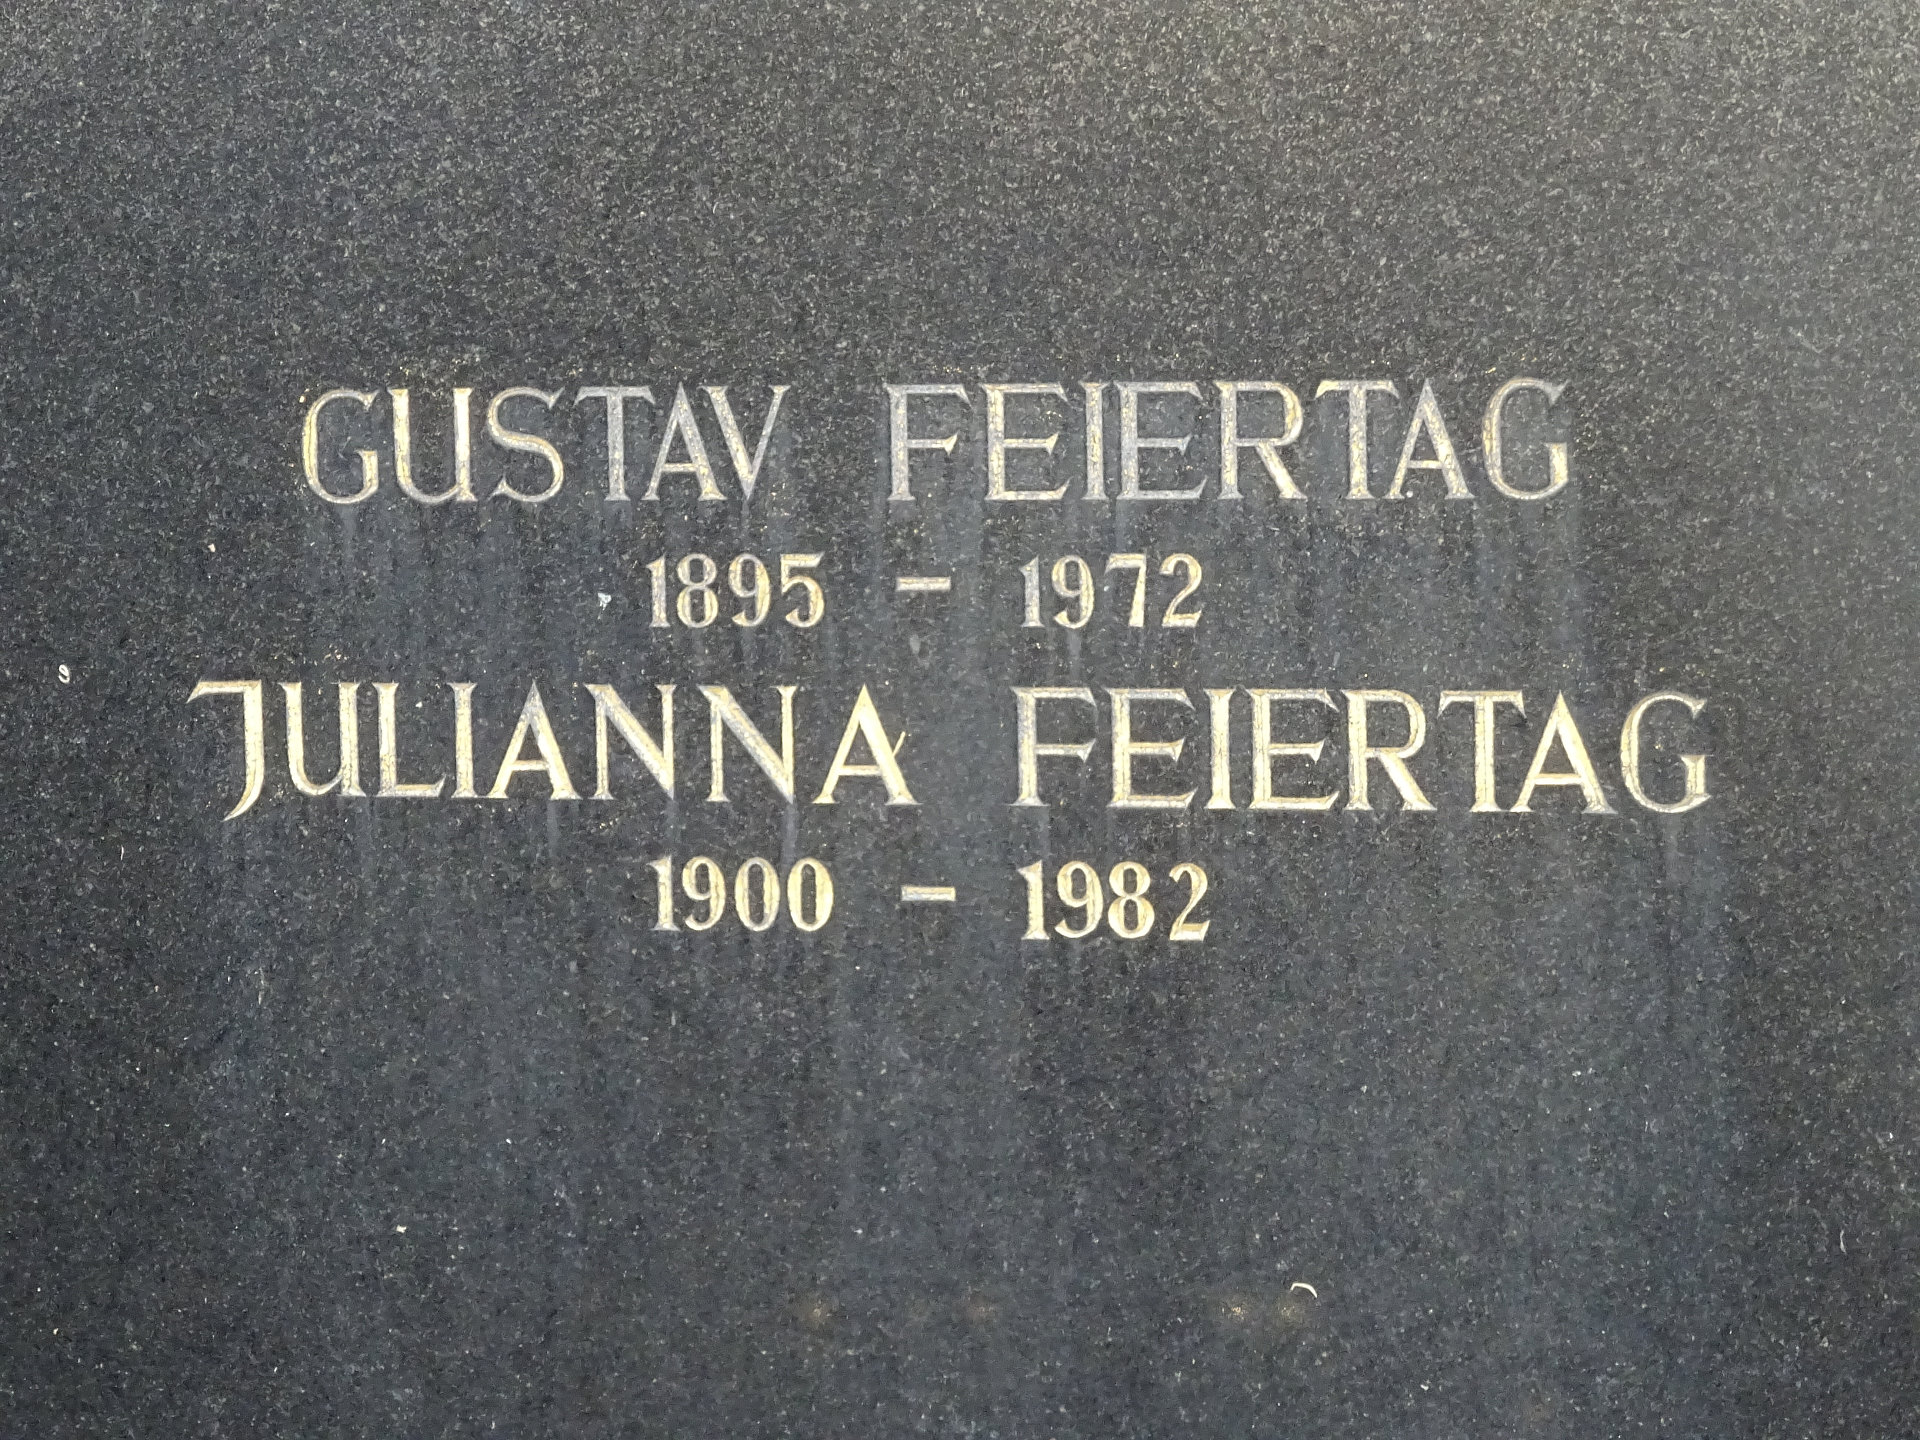 GUSTAV FEIERTAG
1895 - 1972
JULIANNA FEIERTAG
1900 - 1982